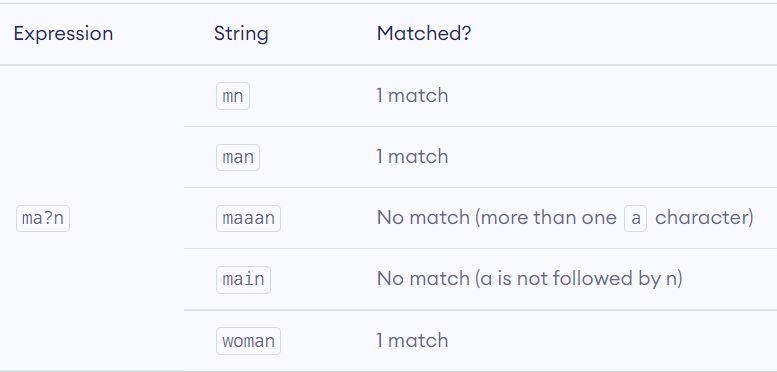 Expression String Matched?
mn 1 match
man 1 match
ma?n maaan No match (more than one a character)
main No match (a is not followed by n)
woman 1 match